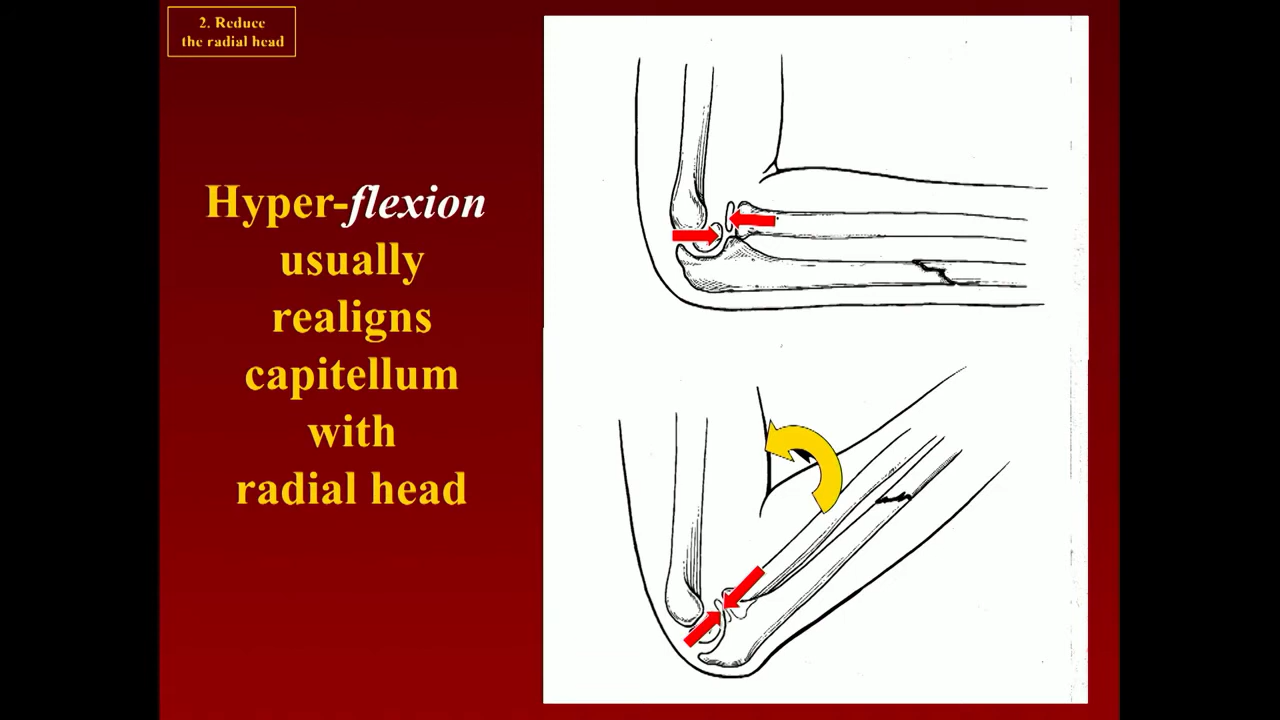 2. Reduce
the radial head
Hyper-flexion
usually
realigns
capitellum
with
radial head